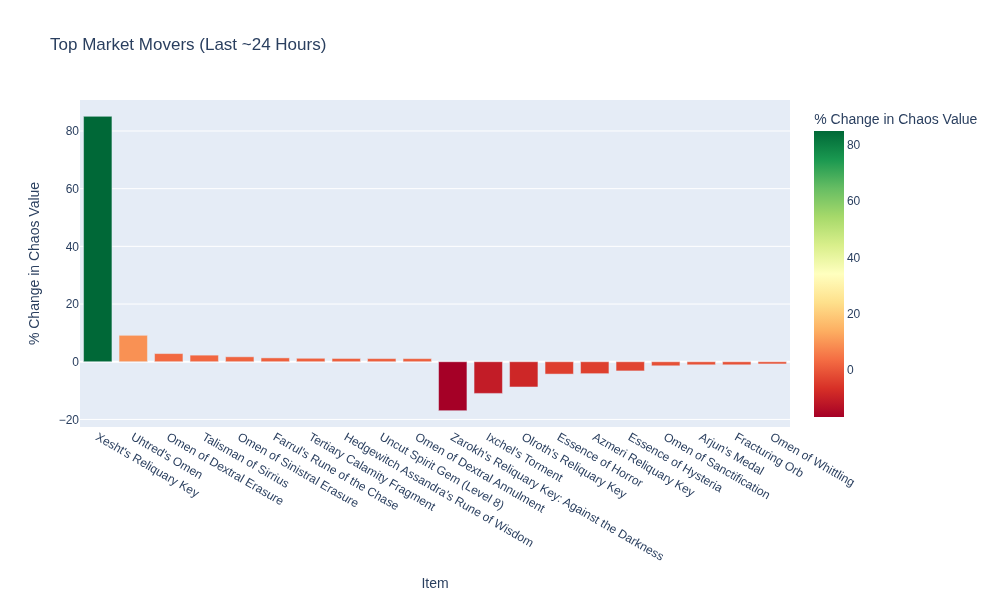 Top Market Movers (Last ~24 Hours)
% Change in Chaos Value
80
60
40
20
0
−20
% Change in Chaos Value
80
60
40
20
0
Xesht's Reliquary Key
Uhtred's Omen
Omen of Dextral Erasure
Talisman of Sirrius
Omen of Sinistral Erasure
Farrul's Rune of the Chase
Tertiary Calamity Fragment
Hedgewitch Assandra's Rune of Wisdom
Uncut Spirit Gem (Level 8)
Omen of Dextral Annulment
Zarokh's Reliquary Key: Against the Darkness
Ixchel's Torment
Olroth's Reliquary Key
Essence of Horror
Azmeri Reliquary Key
Essence of Hysteria
Omen of Sanctification
Arjun's Medal
Fracturing Orb
Omen of Whittling
Item